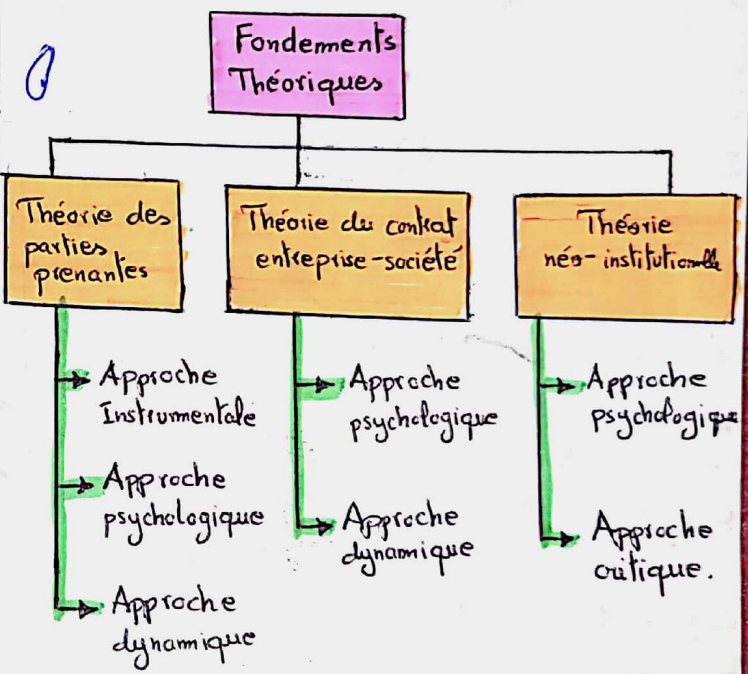 Fondements
Théoriques
Théorie des
parties
prenantes
Théorie du contrat
entreprise-société
Théorie
néo-institutionnelle
Approche
Instrumentale
Approche
psychologique
Approche
dynamique
Approche
psychologique
Approche
dynamique
Approche
psychologique
Approche
critique.